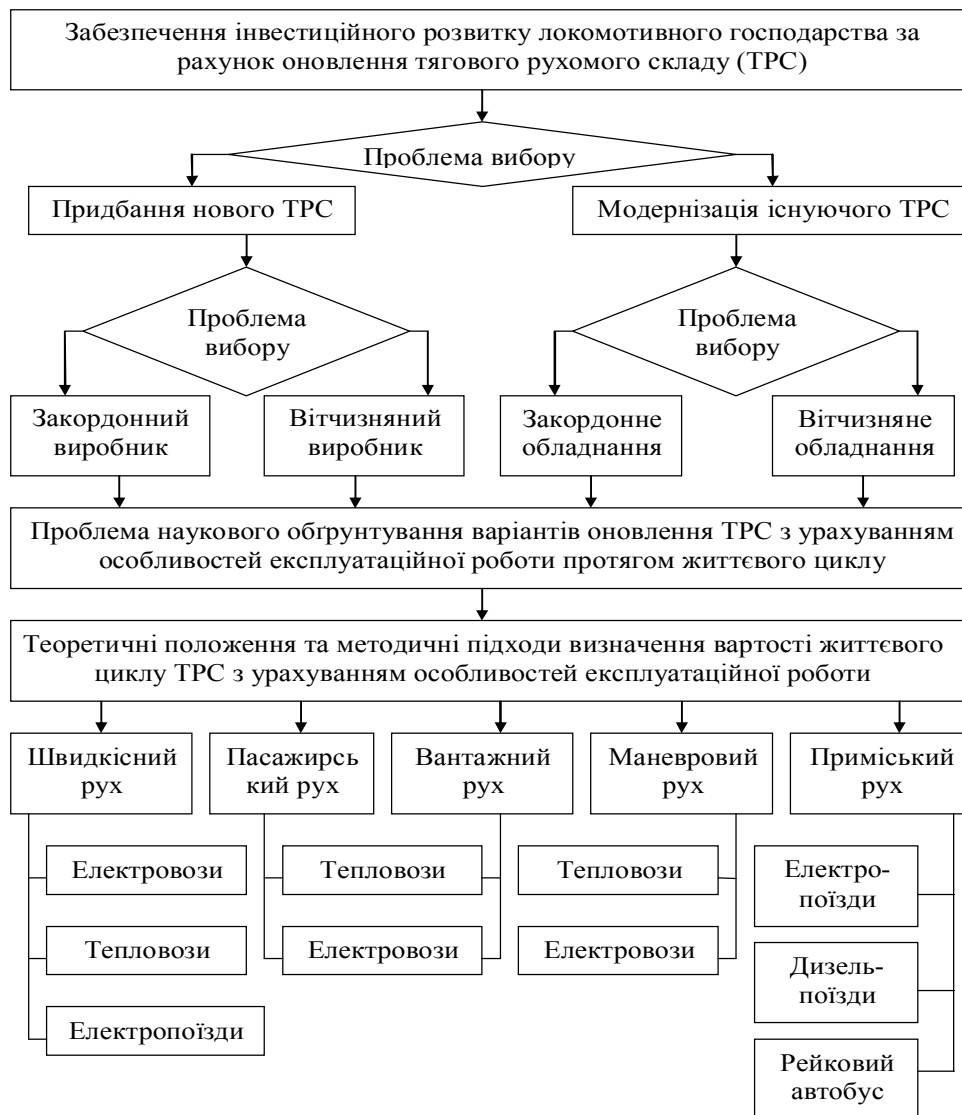 Забезпечення інвестиційного розвитку локомотивного господарства за
рахунок оновлення тягового рухомого складу (ТРС)
Проблема вибору
Придбання нового ТРС
Модернізація існуючого ТРС
Проблема
вибору
Проблема
вибору
Закордонний
виробник
Вітчизняний
виробник
Закордонне
обладнання
Вітчизняне
обладнання
Проблема наукового обґрунтування варіантів оновлення ТРС з урахуванням
особливостей експлуатаційної роботи протягом життєвого циклу
Теоретичні положення та методичні підходи визначення вартості життєвого
циклу ТРС з урахуванням особливостей експлуатаційної роботи
Швидкісний
рух
Пасажирсь
кий рух
Вантажний
рух
Маневровий
рух
Приміський
рух
Електровози
Тепловози
Електропоїзди
Тепловози
Електровози
Тепловози
Електровози
Електро-
поїзди
Дизель-
поїзди
Рейковий
автобус